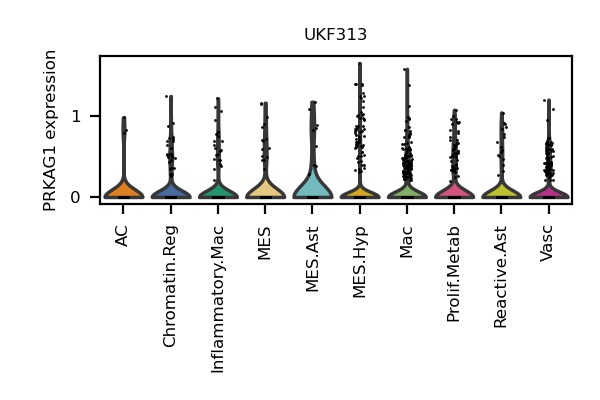 UKF313
PRKAG1 expression
1
0
AC
Chromatin.Reg
Inflammatory.Mac
MES
MES.Ast
MES.Hyp
Mac
Prolif.Metab
Reactive.Ast
Vasc